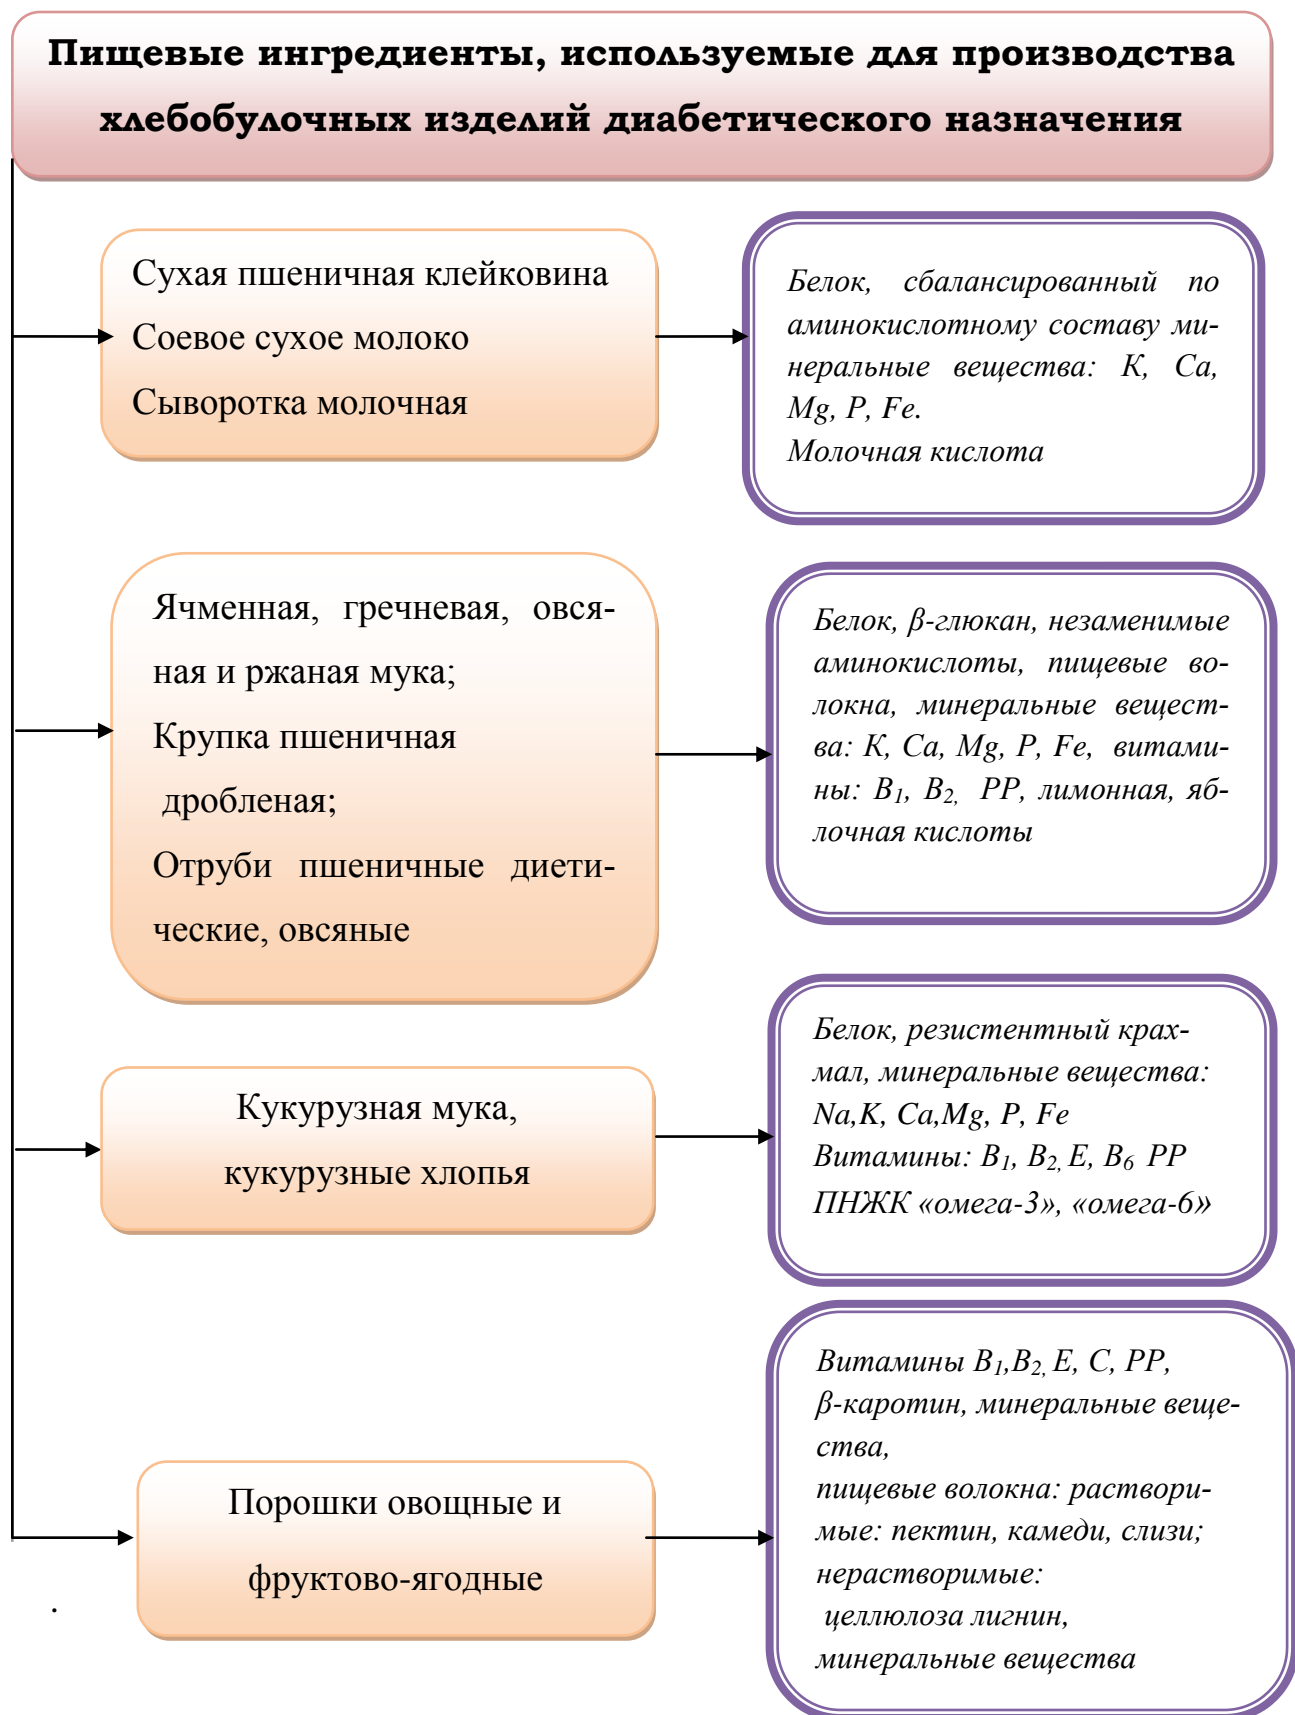 Пищевые ингредиенты, используемые для производства
хлебобулочных изделий диабетического назначения
Сухая пшеничная клейковина
Соевое сухое молоко
Сыворотка молочная
Белок, сбалансированный по
аминокислотному составу ми-
неральные вещества: К, Са,
Mg, P, Fe.
Молочная кислота
Ячменная, гречневая, овся-
ная и ржаная мука;
Крупка пшеничная
дробленая;
Отруби пшеничные диети-
ческие, овсяные
Белок, β-глюкан, незаменимые
аминокислоты, пищевые во-
локна, минеральные вещест-
ва: К, Са, Mg, P, Fe, витами-
ны: В₁, В₂, РР, лимонная, яб-
лочная кислоты
Кукурузная мука,
кукурузные хлопья
Белок, резистентный крах-
мал, минеральные вещества:
Na,K, Ca,Mg, P, Fe
Витамины: В₁, В₂, Е, В₆ РР
ПНЖК «омега-3», «омега-6»
Порошки овощные и
фруктово-ягодные
.
Витамины В₁,В₂, Е, С, РР,
β-каротин, минеральные веще-
ства,
пищевые волокна: раствори-
мые: пектин, камеди, слизи;
нерастворимые:
целлюлоза лигнин,
минеральные вещества